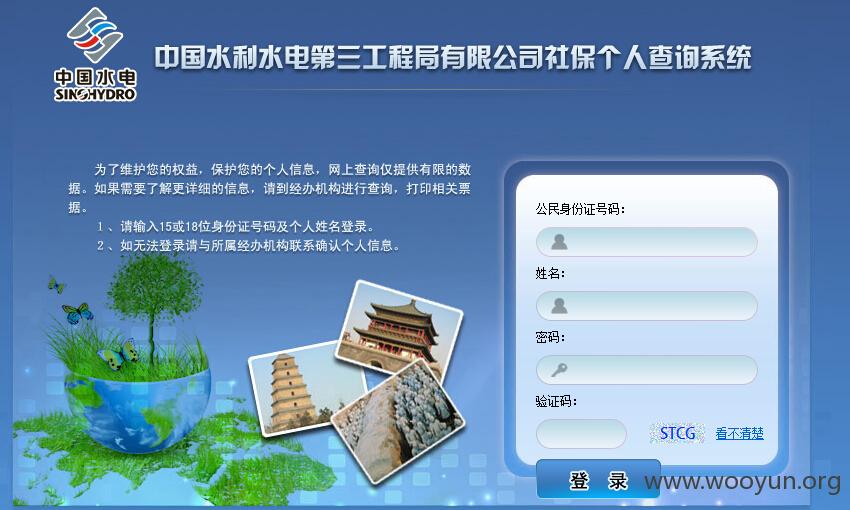 中国水电
SINOHYDRO
中国水利水电第三工程局有限公司社保个人查询系统
为了维护您的权益，保护您的个人信息，网上查询仅提供有限的数
据。如果需要了解更详细的信息，请到经办机构进行查询，打印相关票
据。
１、请输入15或18位身份证号码及个人姓名登录。
２、如无法登录请与所属经办机构联系确认个人信息。
公民身份证号码：
姓名：
密码：
验证码：
STCG 看不清楚
登 录
www.wooyun.org